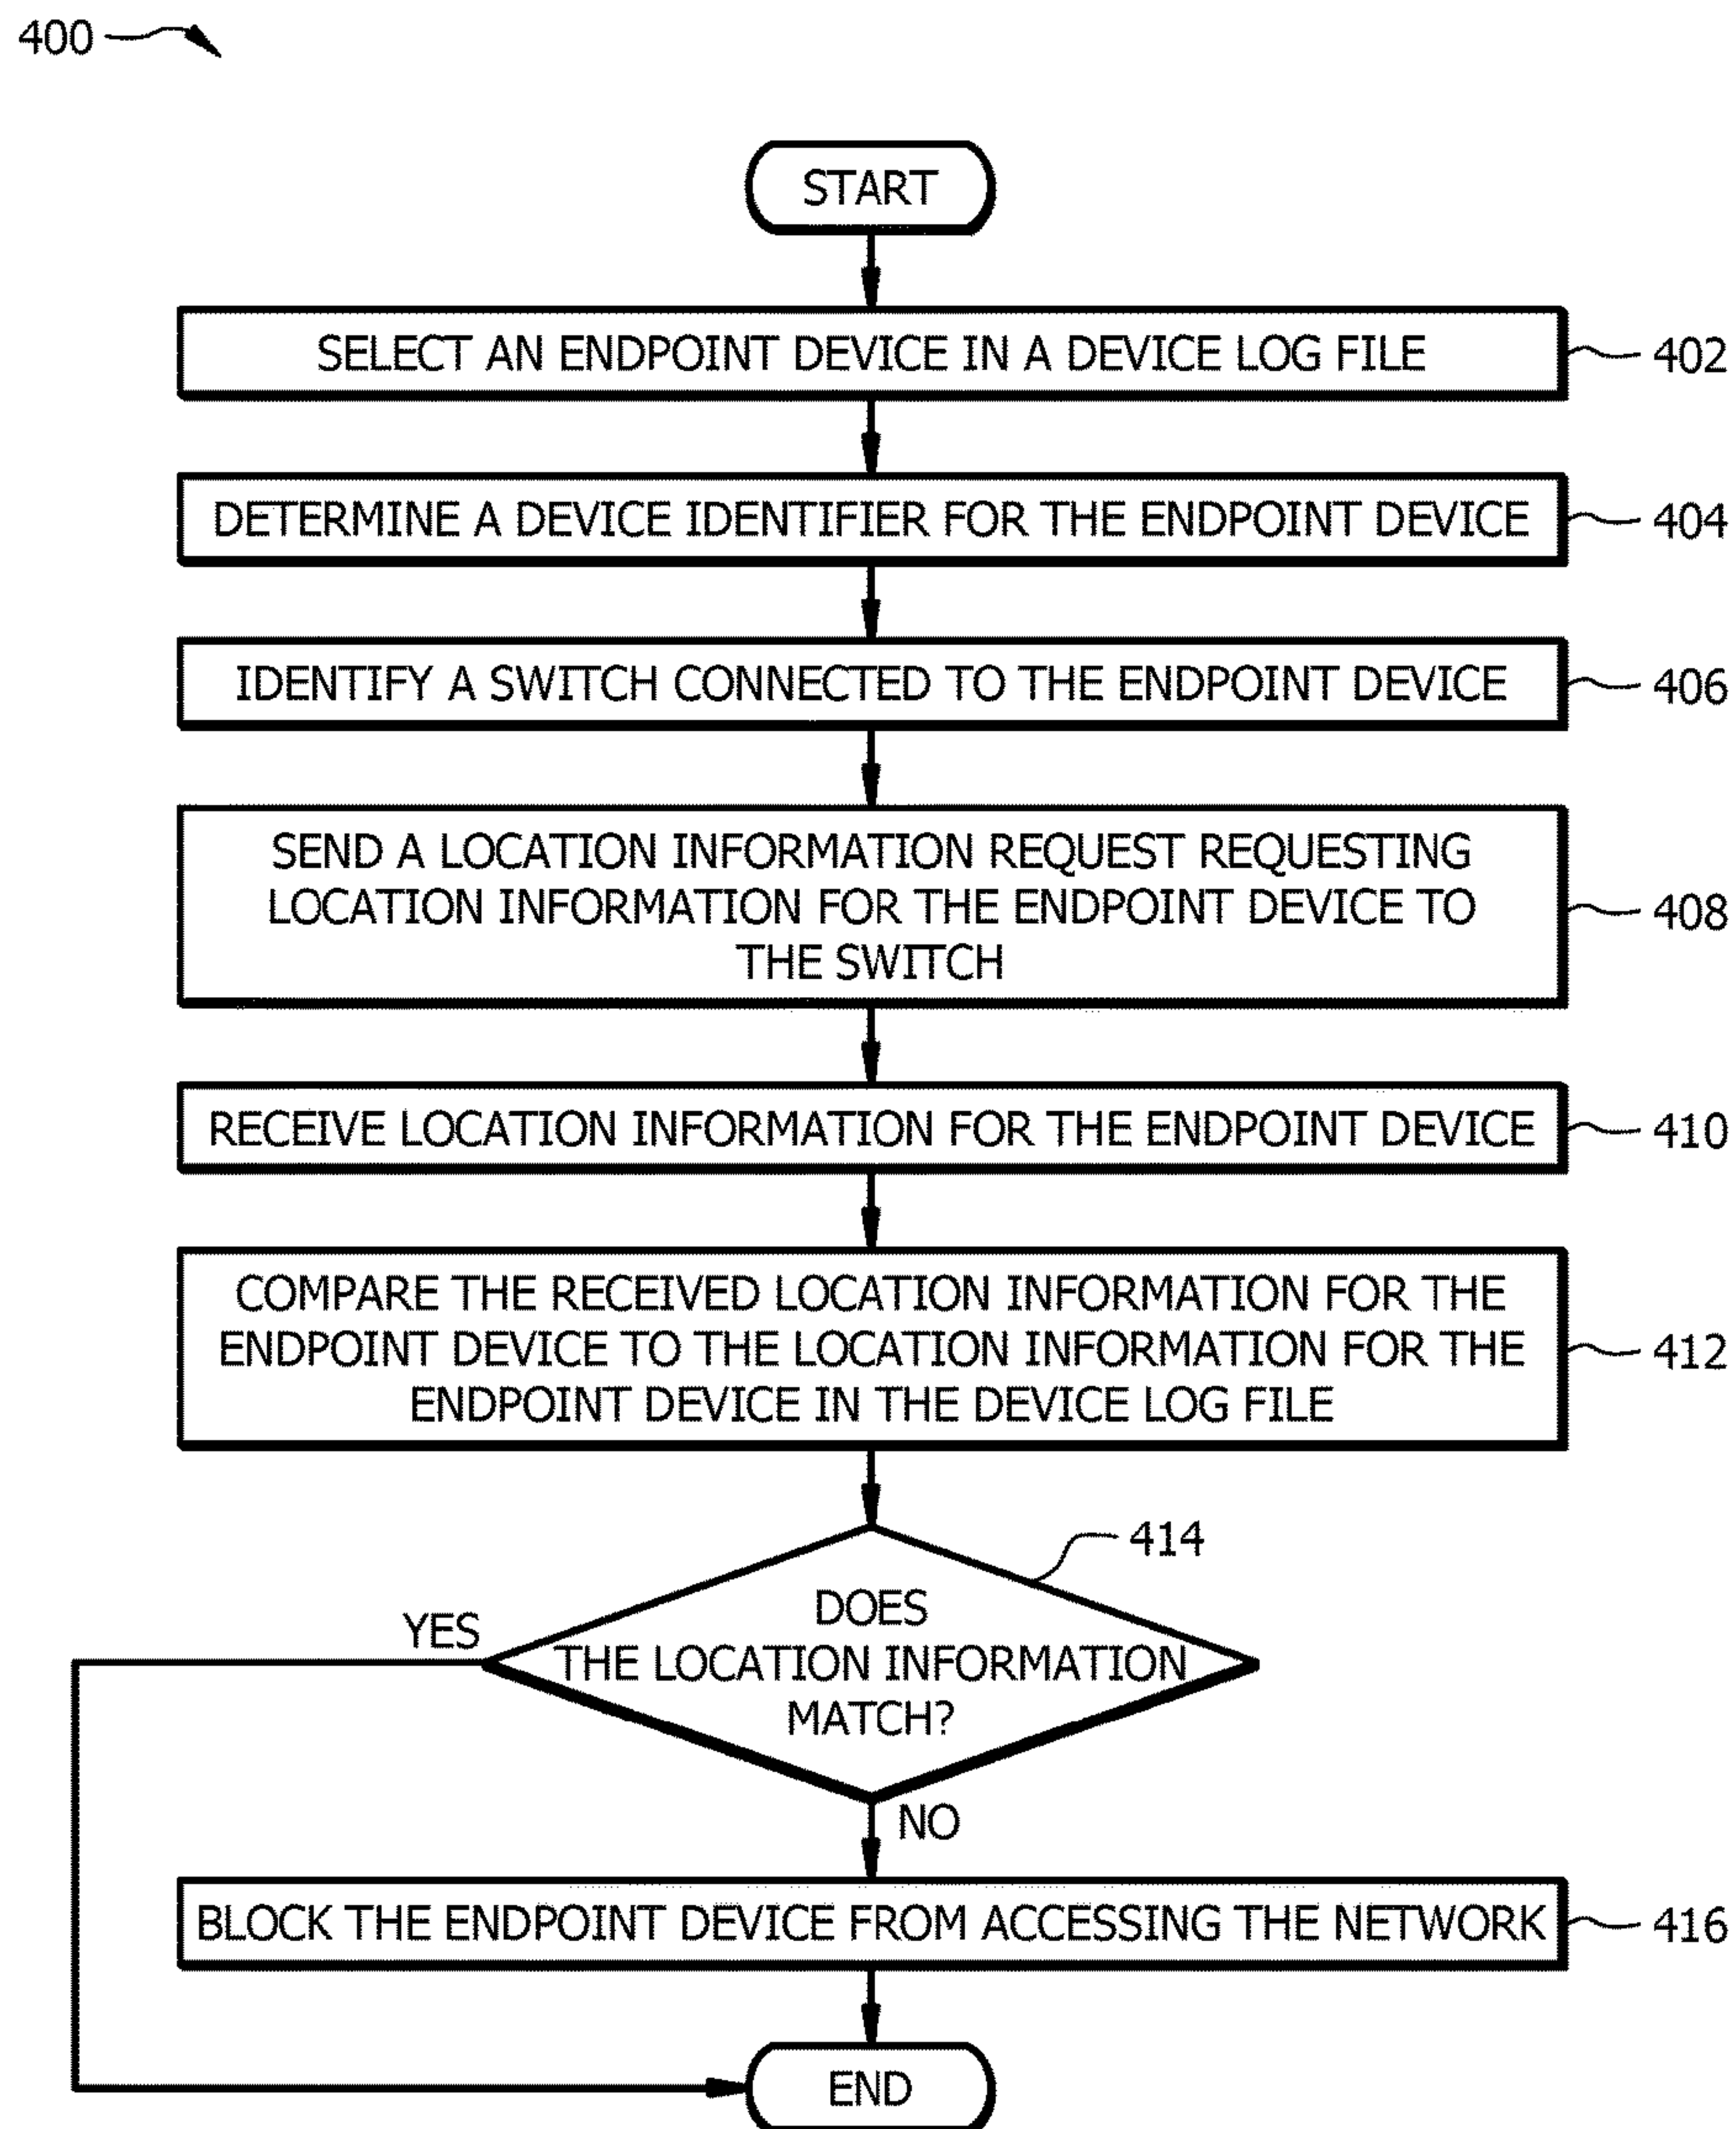 400
START
SELECT AN ENDPOINT DEVICE IN A DEVICE LOG FILE
402
DETERMINE A DEVICE IDENTIFIER FOR THE ENDPOINT DEVICE
404
IDENTIFY A SWITCH CONNECTED TO THE ENDPOINT DEVICE
406
SEND A LOCATION INFORMATION REQUEST REQUESTING
LOCATION INFORMATION FOR THE ENDPOINT DEVICE TO
THE SWITCH
408
RECEIVE LOCATION INFORMATION FOR THE ENDPOINT DEVICE
410
COMPARE THE RECEIVED LOCATION INFORMATION FOR THE
ENDPOINT DEVICE TO THE LOCATION INFORMATION FOR THE
ENDPOINT DEVICE IN THE DEVICE LOG FILE
412
414
DOES
THE LOCATION INFORMATION
MATCH?
YES
NO
BLOCK THE ENDPOINT DEVICE FROM ACCESSING THE NETWORK
416
END